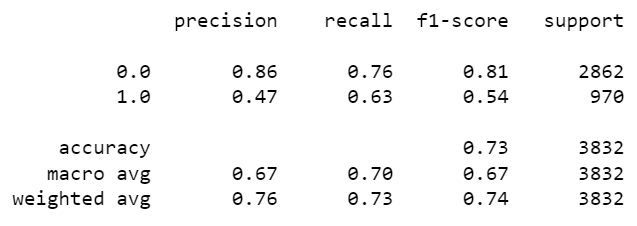 precision recall f1-score support
0.0 0.86 0.76 0.81 2862
1.0 0.47 0.63 0.54 970
accuracy 0.73 3832
macro avg 0.67 0.70 0.67 3832
weighted avg 0.76 0.73 0.74 3832